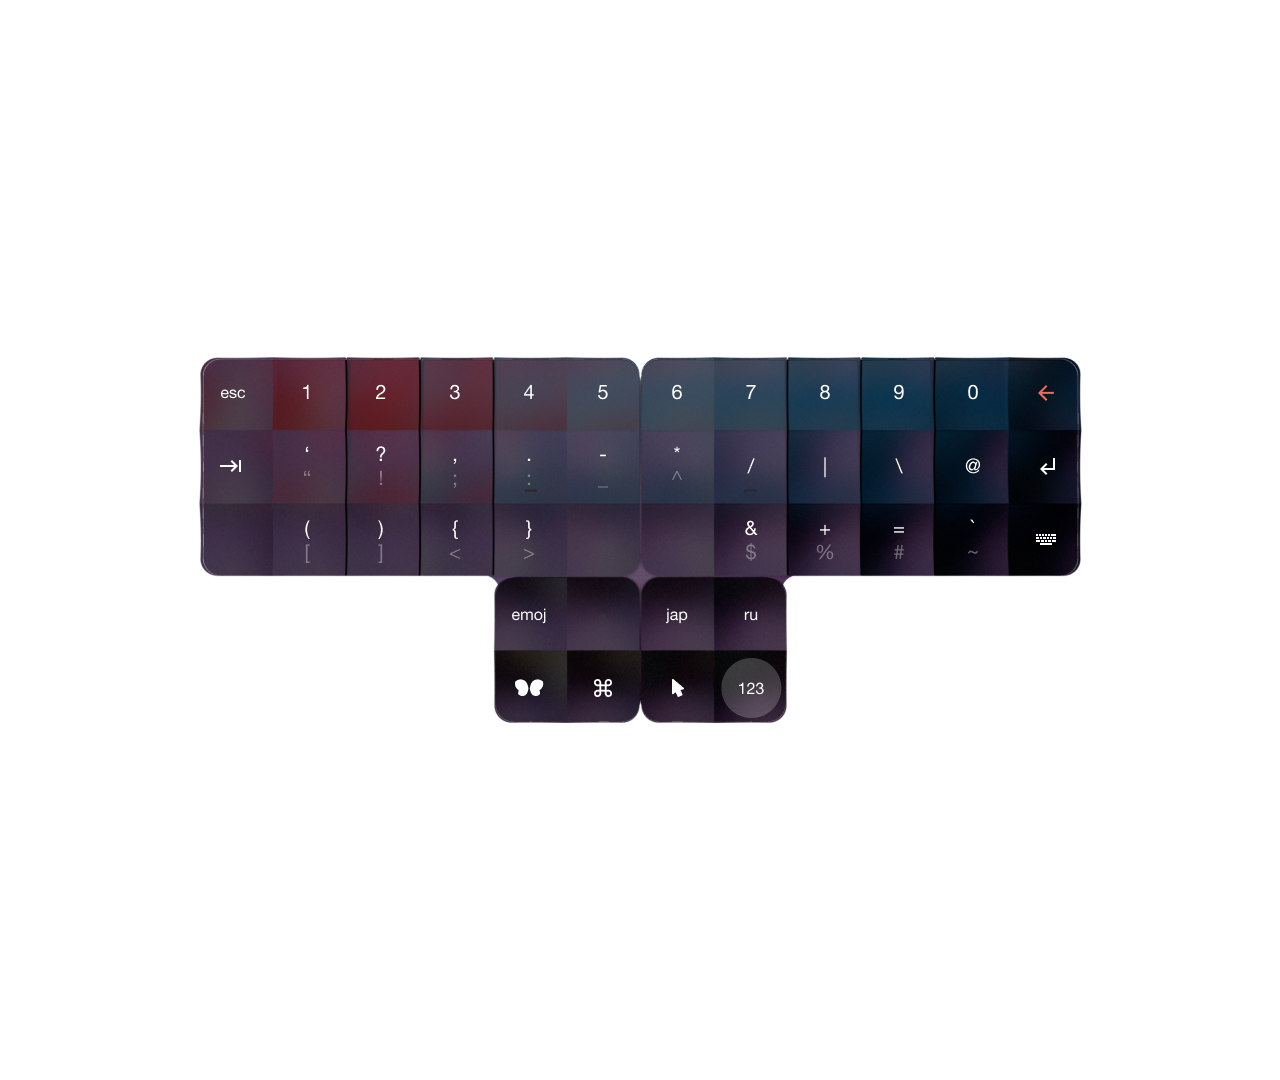 esc 1 2 3 4 5 6 7 8 9 0 ←
→| ‘ ? , . - * / | \ @ ↵
“ ! ; : _ ^
( ) { } & + = `
[ ] < > $ % # ~
emoj jap ru
⌘ 123